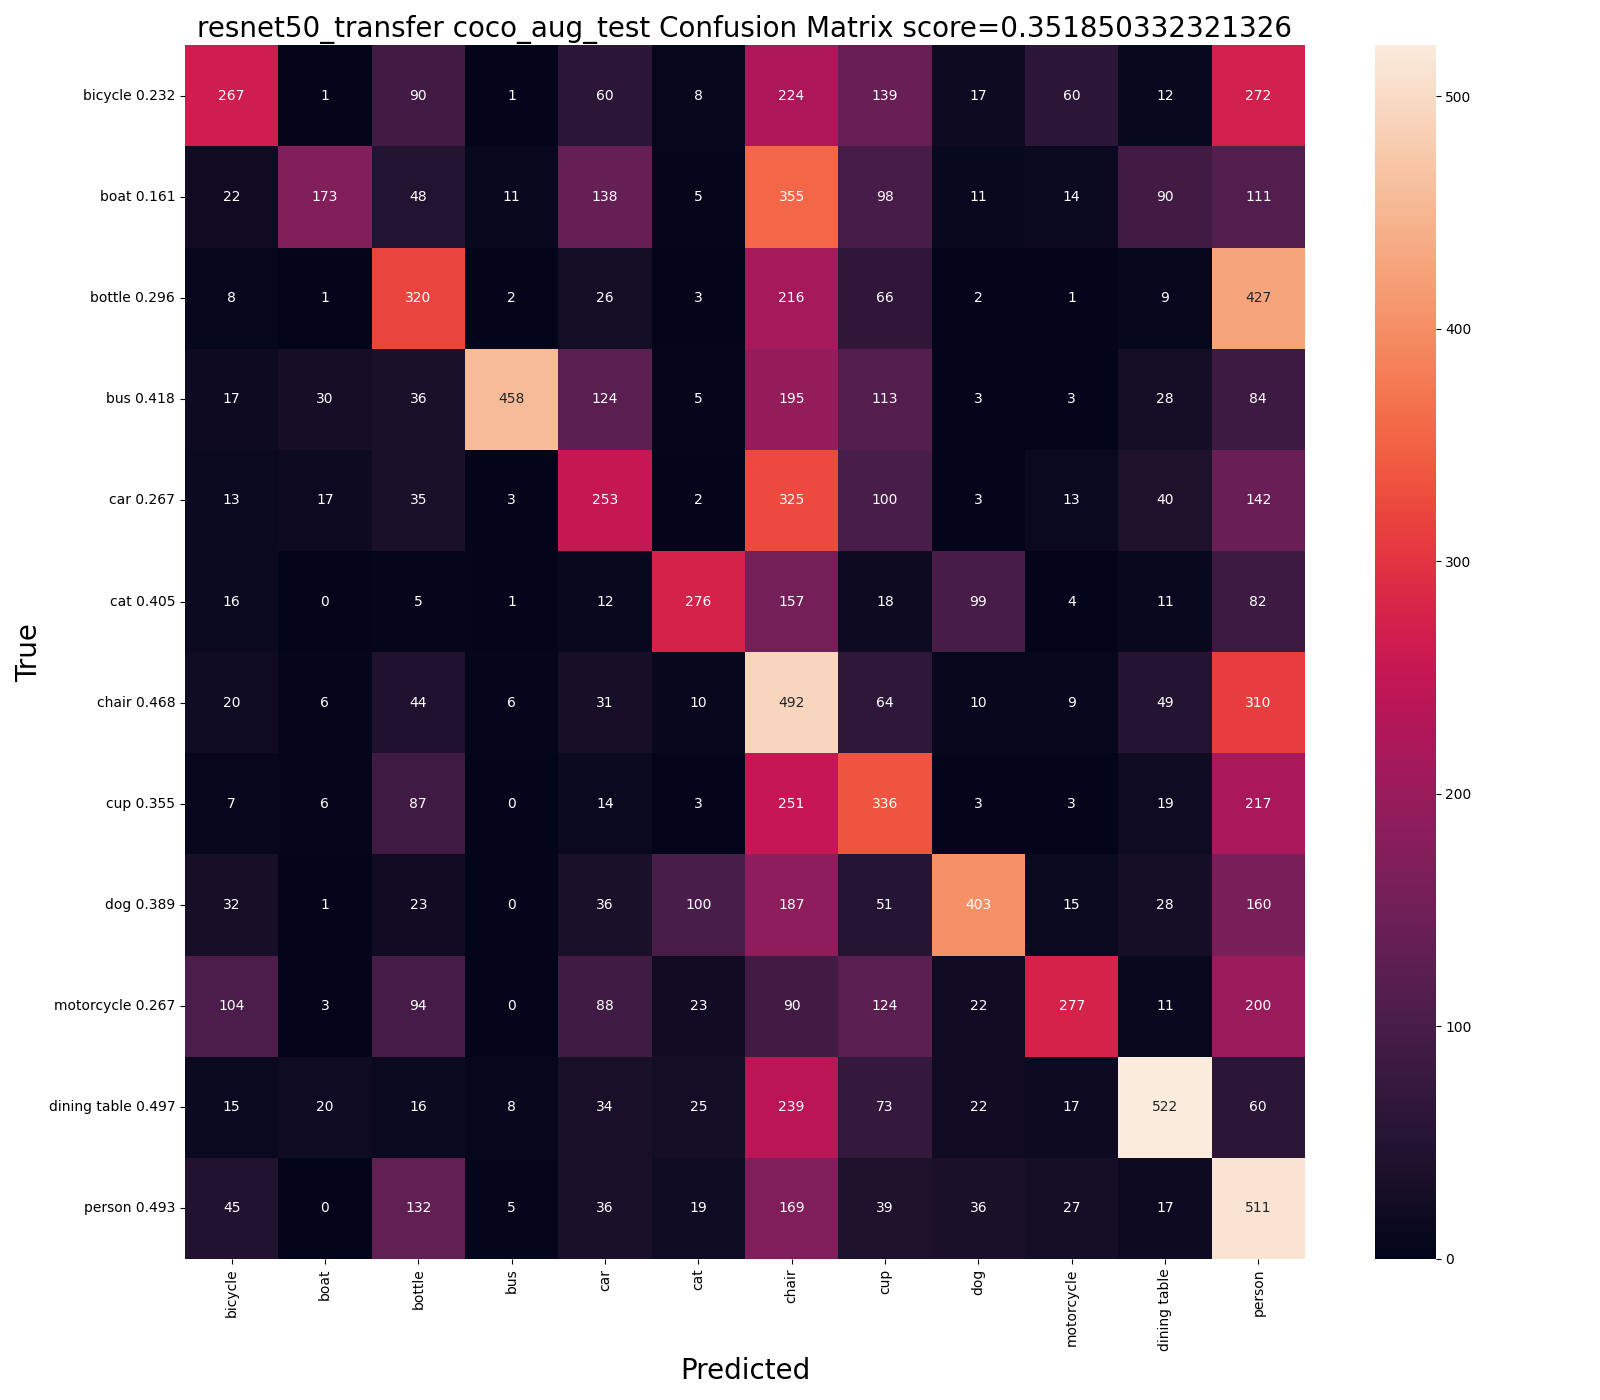 resnet50_transfer coco_aug_test Confusion Matrix score=0.351850332321326
bicycle 0.232 267 1 90 1 60 8 224 139 17 60 12 272
boat 0.161 22 173 48 11 138 5 355 98 11 14 90 111
bottle 0.296 8 1 320 2 26 3 216 66 2 1 9 427
bus 0.418 17 30 36 458 124 5 195 113 3 3 28 84
car 0.267 13 17 35 3 253 2 325 100 3 13 40 142
cat 0.405 16 0 5 1 12 276 157 18 99 4 11 82
chair 0.468 20 6 44 6 31 10 492 64 10 9 49 310
cup 0.355 7 6 87 0 14 3 251 336 3 3 19 217
dog 0.389 32 1 23 0 36 100 187 51 403 15 28 160
motorcycle 0.267 104 3 94 0 88 23 90 124 22 277 11 200
dining table 0.497 15 20 16 8 34 25 239 73 22 17 522 60
person 0.493 45 0 132 5 36 19 169 39 36 27 17 511
True
bicycle boat bottle bus car cat chair cup dog motorcycle dining table person
Predicted
500
400
300
200
100
0